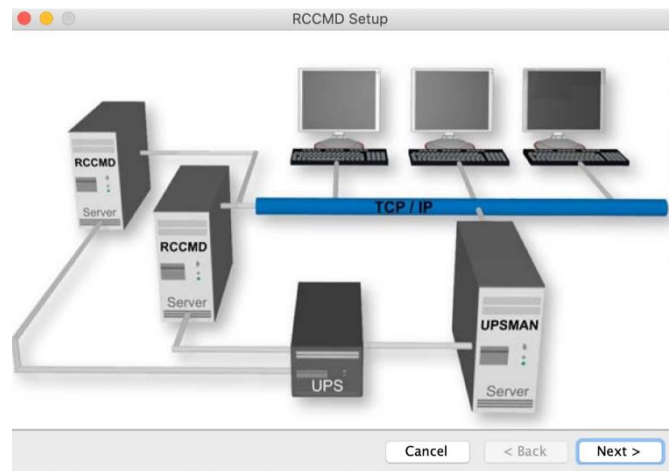 RCCMD Setup
RCCMD
Server
RCCMD
Server
TCP / IP
UPSMAN
Server
UPS
Cancel
< Back
Next >